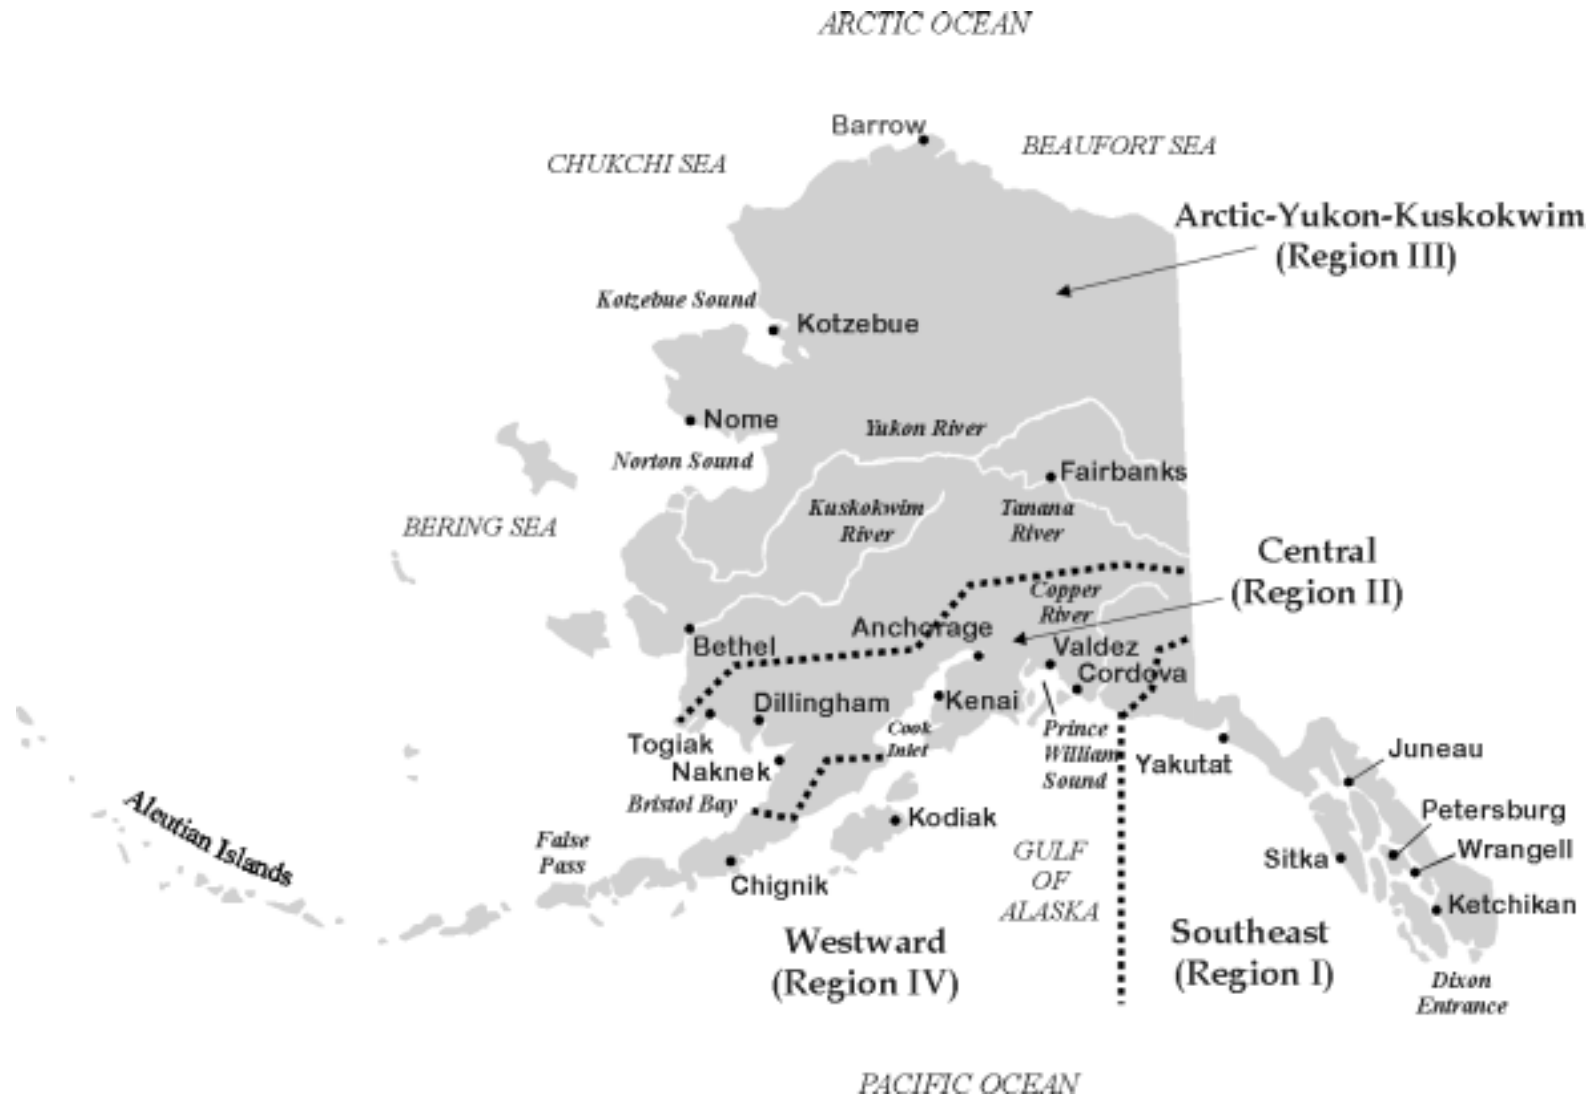 ARCTIC OCEAN
Barrow
BEAUFORT SEA
CHUKCHI SEA
Arctic-Yukon-Kuskokwim
(Region III)
Kotzebue Sound
Kotzebue
Nome
Yukon River
Norton Sound
Fairbanks
Kuskokwim
River
Tanana
River
BERING SEA
Central
(Region II)
Copper
River
Anchorage
Bethel
Valdez
Cordova
Dillingham
Kenai
Togiak
Cook
Inlet
Prince
William
Sound
Naknek
Yakutat
Juneau
Bristol Bay
Aleutian Islands
Kodiak
Petersburg
False
Pass
Wrangell
Sitka
GULF
OF
ALASKA
Chignik
Ketchikan
Westward
(Region IV)
Southeast
(Region I)
Dixon
Entrance
PACIFIC OCEAN